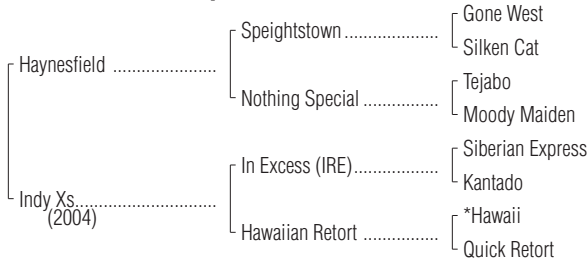 Gone West
Speightstown ..................
Silken Cat
Haynesfield .....................
Tejabo
Nothing Special ................
Moody Maiden
Siberian Express
In Excess (IRE).................
Kantado
Indy Xs.............................
(2004)
*Hawaii
Hawaiian Retort ...............
Quick Retort